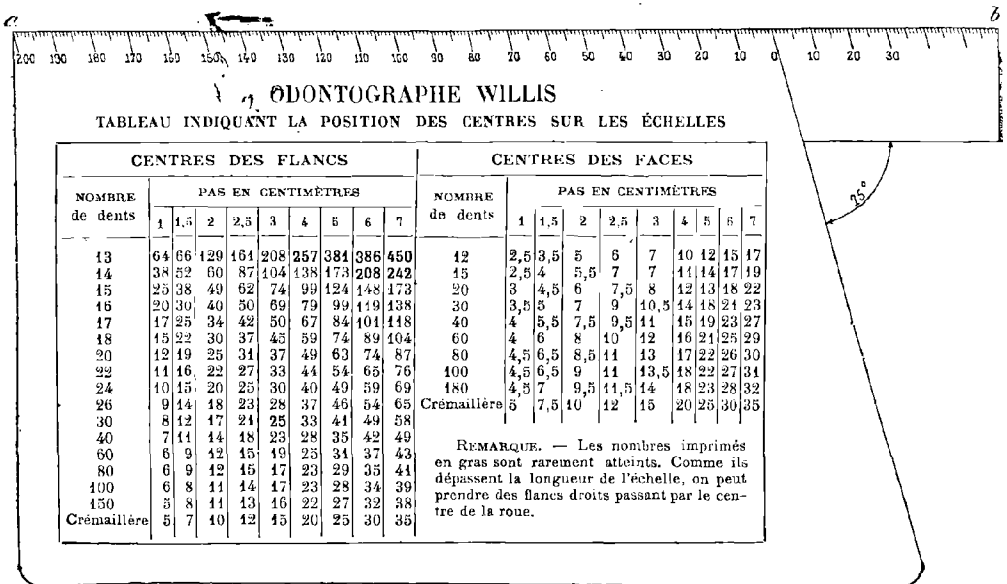 a b
200 190 180 170 160 150 140 130 120 110 100 90 80 70 60 50 40 30 20 10 0 10 20 30
ODONTOGRAPHE WILLIS
TABLEAU INDIQUANT LA POSITION DES CENTRES SUR LES ÉCHELLES
CENTRES DES FLANCS
NOMBRE de dents
PAS EN CENTIMÈTRES
1 1,5 2 2,5 3 4 5 6 7
13 64 66 129 161 208 257 381 386 450
14 38 52 60 87 104 138 173 208 242
15 25 38 49 62 74 99 124 148 173
16 20 30 40 50 69 79 99 119 138
17 17 25 34 42 50 67 84 101 118
18 15 22 30 37 45 59 74 89 104
20 12 19 25 31 37 49 63 74 87
22 11 16 22 27 33 44 54 65 76
24 10 15 20 25 30 40 49 59 69
26 9 14 18 23 28 37 46 54 65
30 8 12 17 21 25 33 41 49 58
40 7 11 14 18 23 28 35 42 49
60 6 9 12 15 19 25 31 37 43
80 6 9 12 15 17 23 29 35 41
100 6 8 11 14 17 23 28 34 39
150 5 8 11 13 16 22 27 32 38
Crémaillère 5 7 10 12 15 20 25 30 35
CENTRES DES FACES
NOMBRE de dents
PAS EN CENTIMÈTRES
1 1,5 2 2,5 3 4 5 6 7
12 2,5 3,5 5 6 7 10 12 15 17
15 2,5 4 5,5 7 7 11 14 17 19
20 3 4,5 6 7,5 8 12 13 18 22
30 3,5 5 7 9 10,5 14 18 21 23
40 4 5,5 7,5 9,5 11 15 19 23 27
60 4 6 8 10 12 16 21 25 29
80 4,5 6,5 8,5 11 13 17 22 26 30
100 4,5 6,5 9 11 13,5 18 22 27 31
180 4,5 7 9,5 11,5 14 18 23 28 32
Crémaillère 5 7,5 10 12 15 20 25 30 35
REMARQUE. — Les nombres imprimés
en gras sont rarement atteints. Comme ils
dépassent la longueur de l'échelle, on peut
prendre des flancs droits passant par le cen-
tre de la roue.
75°